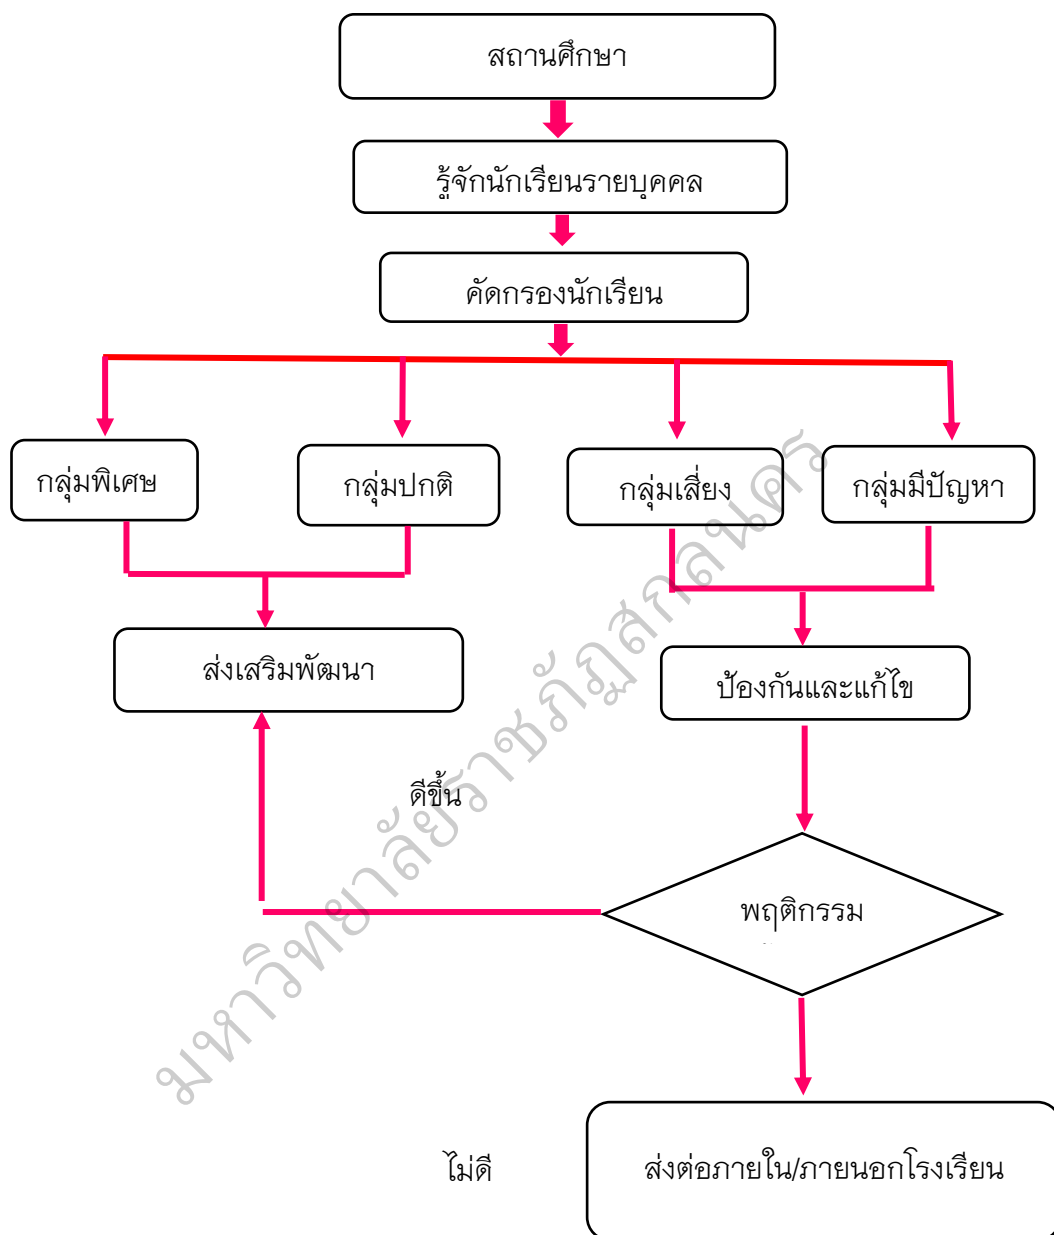 สถานศึกษา
รู้จักนักเรียนรายบุคคล
คัดกรองนักเรียน
กลุ่มพิเศษ
กลุ่มปกติ
กลุ่มเสี่ยง
กลุ่มมีปัญหา
ส่งเสริมพัฒนา
ป้องกันและแก้ไข
ดีขึ้น
พฤติกรรม
ไม่ดี
ส่งต่อภายใน/ภายนอกโรงเรียน
มหาวิทยาลัยราชภัฏสกลนคร